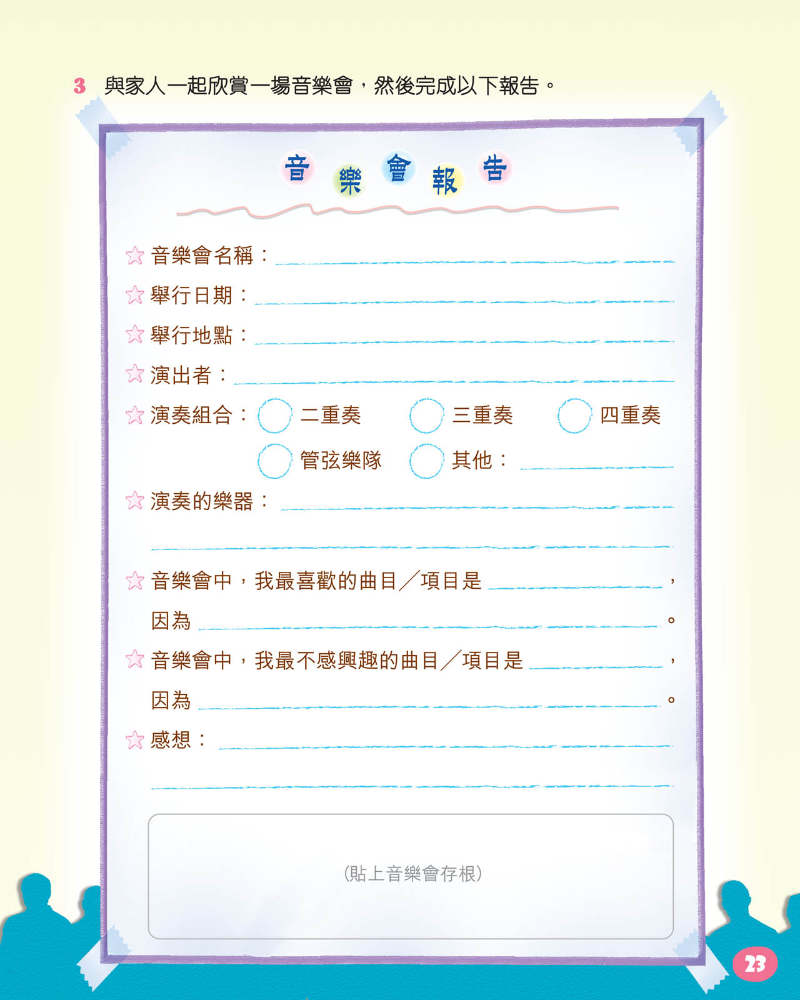 3 與家人一起欣賞一場音樂會，然後完成以下報告。
音樂會報告
音樂會名稱：
舉行日期：
舉行地點：
演出者：
演奏組合： 二重奏 三重奏 四重奏
管弦樂隊 其他：
演奏的樂器：
音樂會中，我最喜歡的曲目／項目是 ，
因為 。
音樂會中，我最不感興趣的曲目／項目是 ，
因為 。
感想：
(貼上音樂會存根)
23